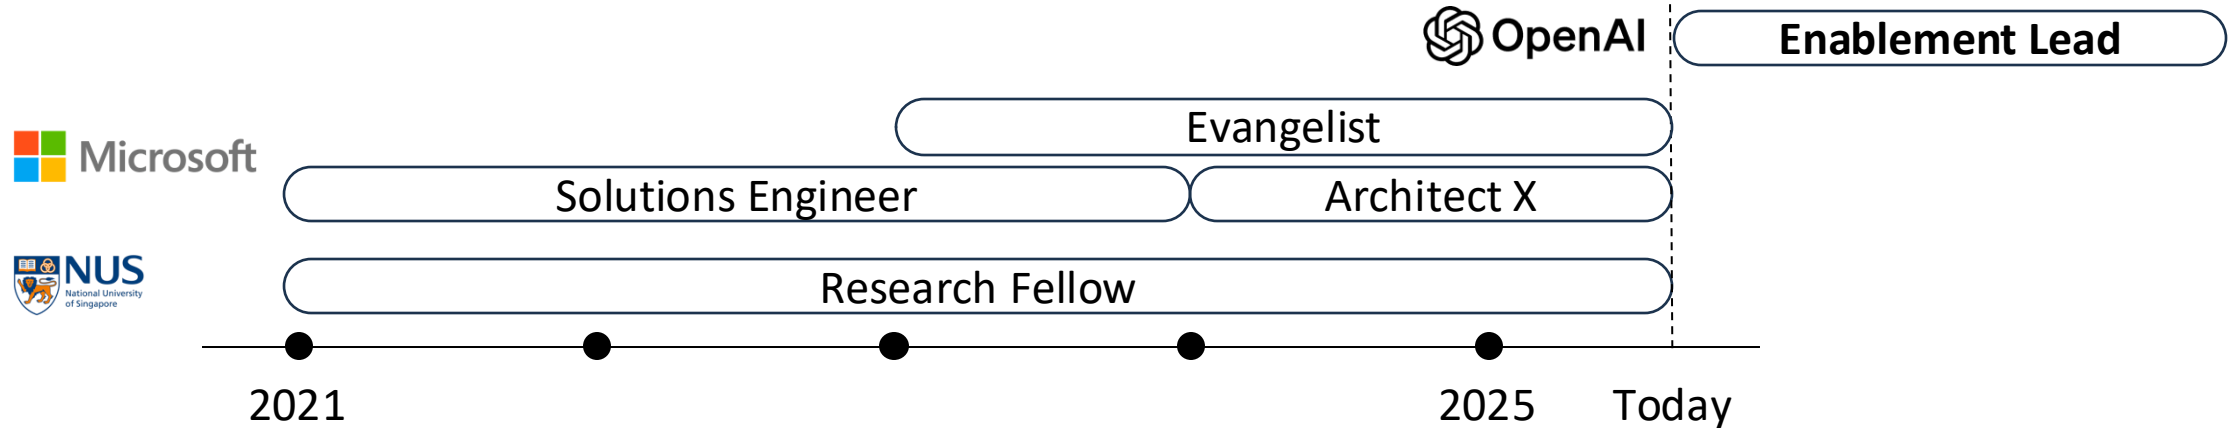 OpenAI
Enablement Lead
Evangelist
Microsoft
Solutions Engineer
Architect X
NUS
National University
of Singapore
Research Fellow
2021
2025
Today